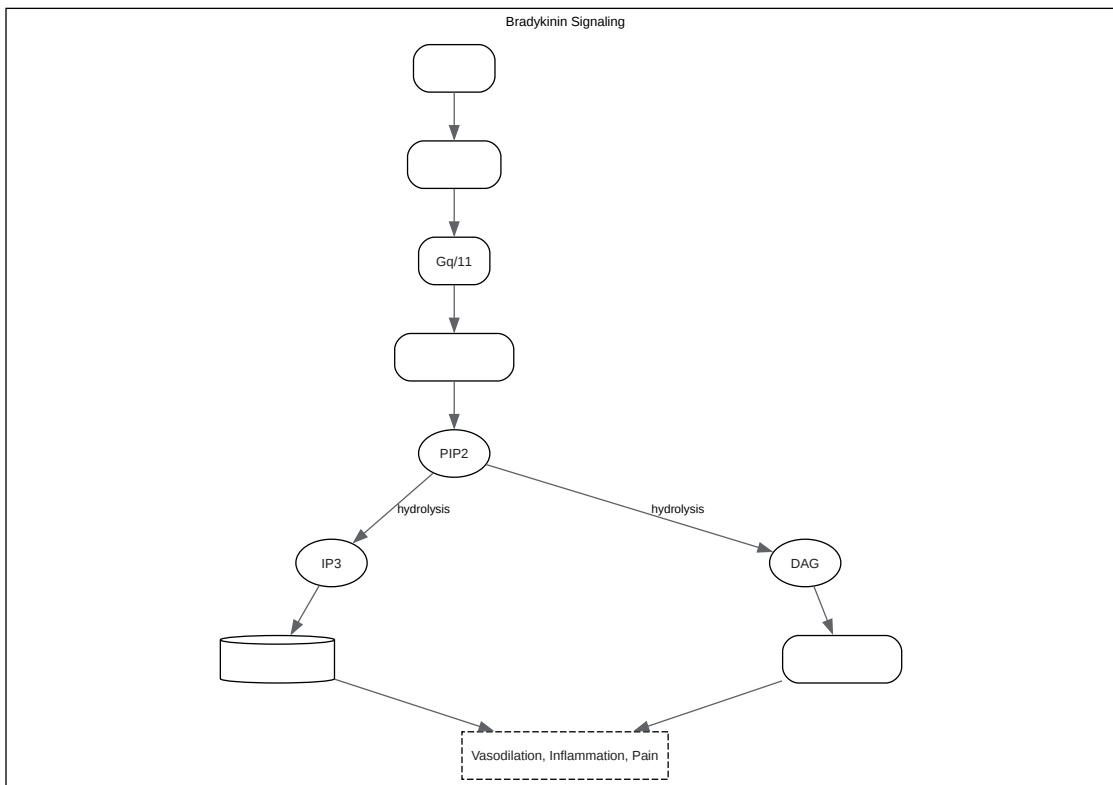 Bradykinin Signaling
Gq/11
PIP2
hydrolysis
hydrolysis
IP3
DAG
Vasodilation, Inflammation, Pain